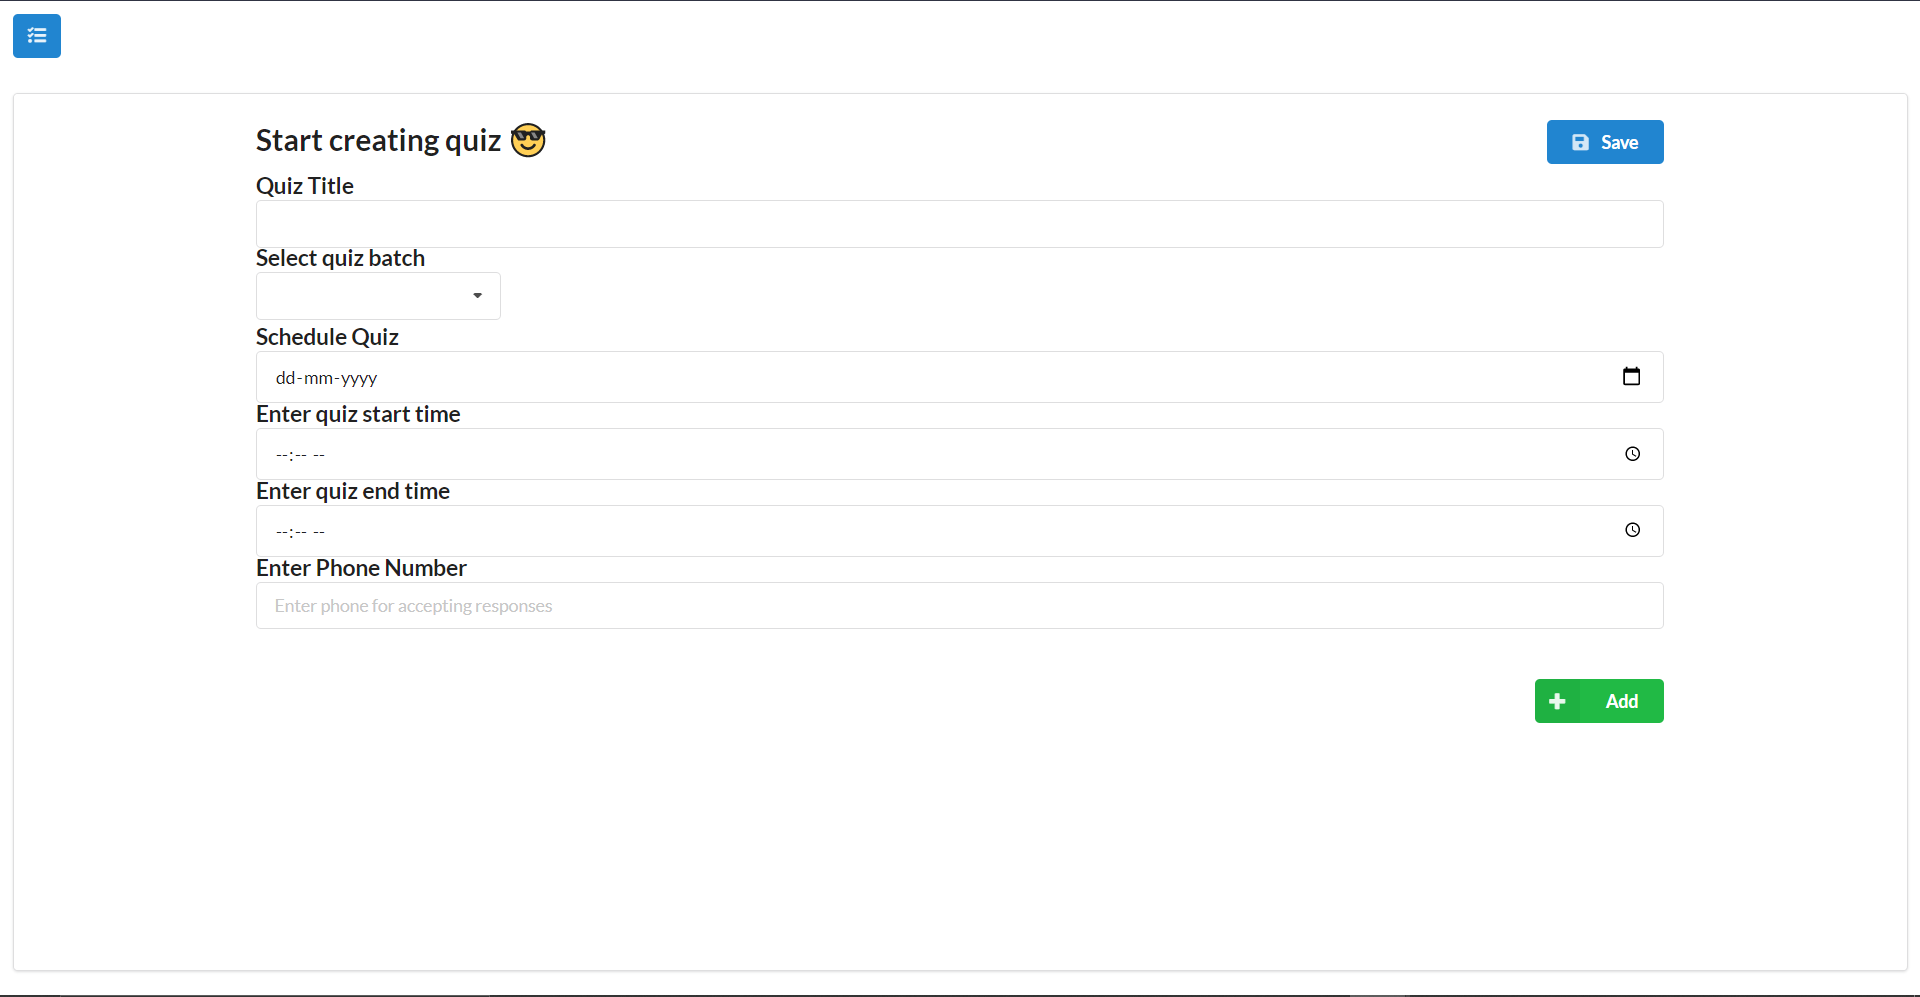 Start creating quiz 😎
Save
Quiz Title
Select quiz batch
Schedule Quiz
dd-mm-yyyy
Enter quiz start time
--:-- --
Enter quiz end time
--:-- --
Enter Phone Number
Enter phone for accepting responses
Add